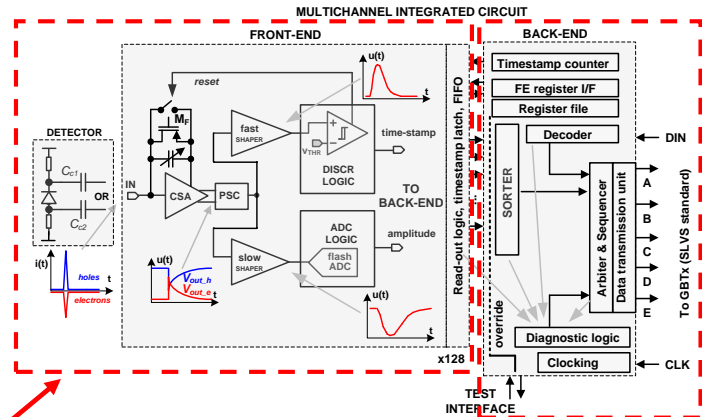 MULTICHANNEL INTEGRATED CIRCUIT
FRONT-END
BACK-END
u(t)
t
reset
M_F
DETECTOR
C_c1
OR
C_c2
i(t)
holes
electrons
t
IN
CSA
PSC
fast
SHAPER
+
−
V_THR
DISCR
LOGIC
time-stamp
TO
BACK-END
slow
SHAPER
ADC
LOGIC
flash
ADC
amplitude
u(t)
V_out_h
V_out_e
t
u(t)
t
x128
Read-out logic, timestamp latch, FIFO
Timestamp counter
FE register I/F
Register file
Decoder
SORTER
override
Arbiter & Sequencer
Data transmission unit
Diagnostic logic
Clocking
DIN
A
B
C
D
E
To GBTx (SLVS standard)
CLK
TEST
INTERFACE